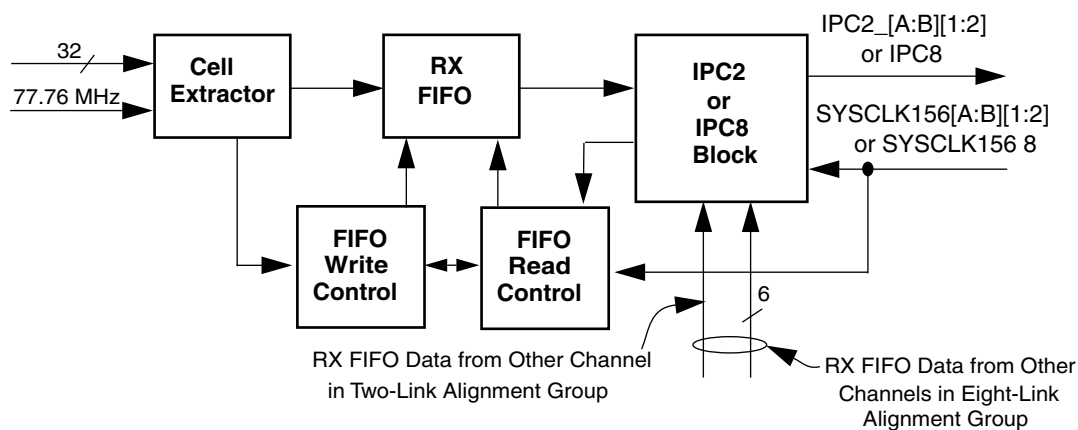 32
77.76 MHz
Cell
Extractor
RX
FIFO
IPC2
or
IPC8
Block
IPC2_[A:B][1:2]
or IPC8
SYSCLK156[A:B][1:2]
or SYSCLK156 8
FIFO
Write
Control
FIFO
Read
Control
6
RX FIFO Data from Other Channel
in Two-Link Alignment Group
RX FIFO Data from Other
Channels in Eight-Link
Alignment Group